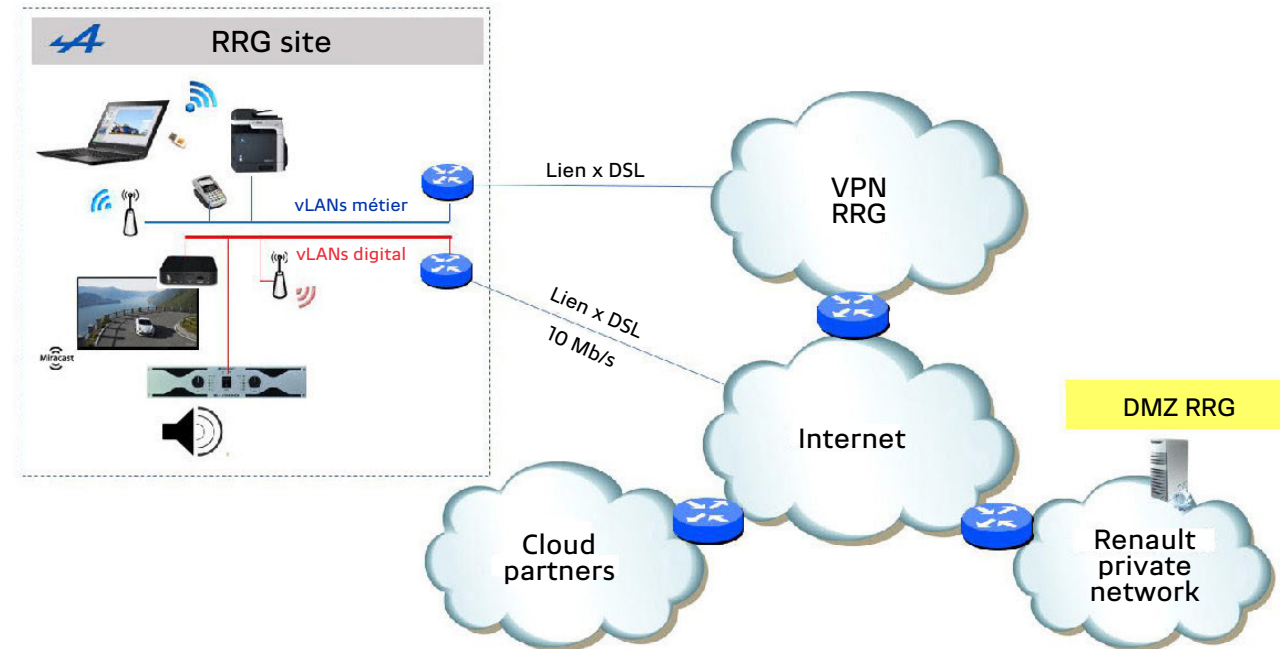 RRG site
Lien x DSL
VPN
RRG
vLANs métier
vLANs digital
Lien x DSL
10 Mb/s
Miracast
DMZ RRG
Internet
Cloud
partners
Renault
private
network